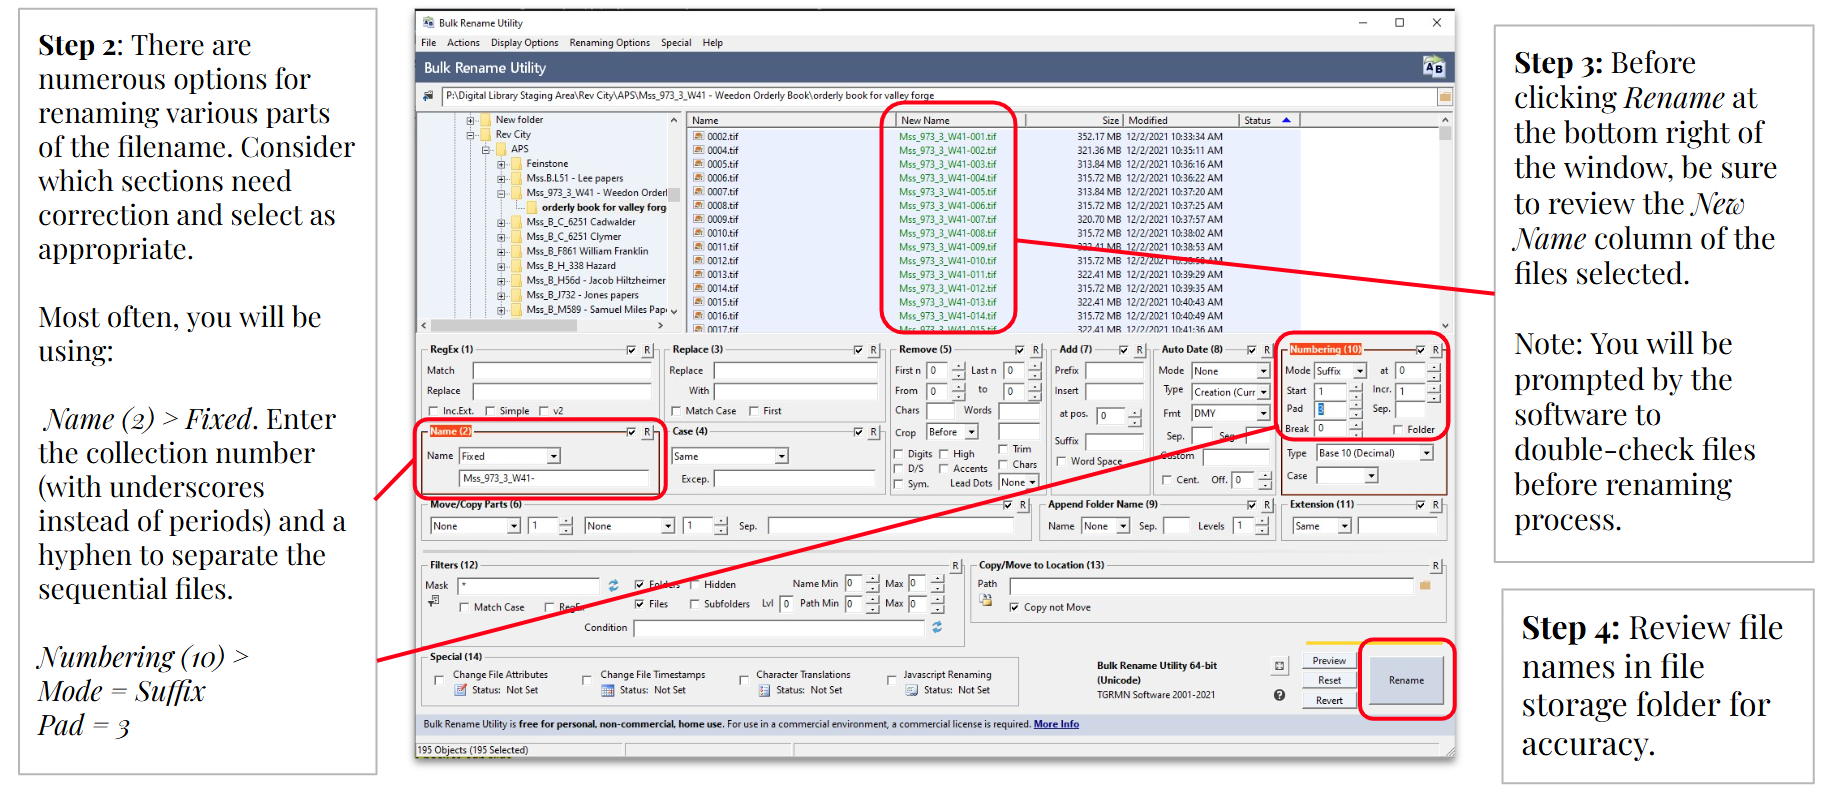 Step 2: There are
numerous options for
renaming various parts
of the filename. Consider
which sections need
correction and select as
appropriate.
Most often, you will be
using:
Name (2) > Fixed. Enter
the collection number
(with underscores
instead of periods) and a
hyphen to separate the
sequential files.
Numbering (10) >
Mode = Suffix
Pad = 3
Bulk Rename Utility
File Actions Display Options Renaming Options Special Help
Bulk Rename Utility
P:\Digital Library Staging Area\Rev City\APS\Mss_973_3_W41 - Weedon Orderly Book\orderly book for valley forge
New folder
Rev City
APS
Feinstone
Mss.B.L51 - Lee papers
Mss_973_3_W41 - Weedon Orderl
orderly book for valley forg
Mss_B_C_6251 Cadwalder
Mss_B_C_6251 Clymer
Mss_B_F861 William Franklin
Mss_B_H_338 Hazard
Mss_B_H56d - Jacob Hiltzheimer
Mss_B_J732 - Jones papers
Mss_B_M589 - Samuel Miles Pap
Name New Name Size Modified Status
0002.tif Mss_973_3_W41-001.tif 352.17 MB 12/2/2021 10:33:34 AM
0004.tif Mss_973_3_W41-002.tif 321.36 MB 12/2/2021 10:35:11 AM
0005.tif Mss_973_3_W41-003.tif 313.84 MB 12/2/2021 10:36:16 AM
0006.tif Mss_973_3_W41-004.tif 315.72 MB 12/2/2021 10:36:22 AM
0007.tif Mss_973_3_W41-005.tif 313.84 MB 12/2/2021 10:37:20 AM
0008.tif Mss_973_3_W41-006.tif 315.72 MB 12/2/2021 10:37:25 AM
0009.tif Mss_973_3_W41-007.tif 320.70 MB 12/2/2021 10:37:57 AM
0010.tif Mss_973_3_W41-008.tif 315.72 MB 12/2/2021 10:38:02 AM
0011.tif Mss_973_3_W41-009.tif MB 12/2/2021 10:38:53 AM
0012.tif Mss_973_3_W41-010.tif 315.72 MB 12/2/2021 AM
0013.tif Mss_973_3_W41-011.tif 322.41 MB 12/2/2021 10:39:29 AM
0014.tif Mss_973_3_W41-012.tif 315.72 MB 12/2/2021 10:39:35 AM
0015.tif Mss_973_3_W41-013.tif 322.41 MB 12/2/2021 10:40:43 AM
0016.tif Mss_973_3_W41-014.tif 315.72 MB 12/2/2021 10:40:49 AM
0017.tif Mss_973_3_W41-015.tif 322.41 MB 12/2/2021 10:41:36 AM
RegEx (1) R
Match
Replace
Inc.Ext. Simple v2
Name (2) R
Name Fixed
Mss_973_3_W41-
Replace (3) R
Replace
With
Match Case First
Case (4) R
Same
Excep.
Remove (5) R
First n 0 Last n 0
From 0 to 0
Chars Words
Crop Before
Digits High Trim
D/S Accents Chars
Sym. Lead Dots None
Add (7) R
Prefix
Insert
at pos. 0
Suffix
Word Space
Auto Date (8) R
Mode None
Type Creation (Curr
Fmt DMY
Sep. Seg.
Custom
Cent. Off. 0
Numbering (10) R
Mode Suffix at 0
Start 1 Incr. 1
Pad 3 Sep.
Break 0 Folder
Type Base 10 (Decimal)
Case
Move/Copy Parts (6) R
None 1 None 1 Sep.
Append Folder Name (9) R
Name None Sep. Levels 1
Extension (11) R
Same
Filters (12) R
Mask * Folders Hidden Name Min 0 Max 0
Match Case RegEx Files Subfolders Lvl 0 Path Min 0 Max 0
Condition
Copy/Move to Location (13) R
Path
Copy not Move
Special (14)
Change File Attributes Change File Timestamps Character Translations Javascript Renaming
Status: Not Set Status: Not Set Status: Not Set Status: Not Set
Bulk Rename Utility 64-bit
(Unicode)
TGRMN Software 2001-2021
Preview
Reset
Revert
Rename
Bulk Rename Utility is free for personal, non-commercial, home use. For use in a commercial environment, a commercial license is required. More Info
195 Objects (195 Selected)
Step 3: Before
clicking Rename at
the bottom right of
the window, be sure
to review the New
Name column of the
files selected.
Note: You will be
prompted by the
software to
double-check files
before renaming
process.
Step 4: Review file
names in file
storage folder for
accuracy.